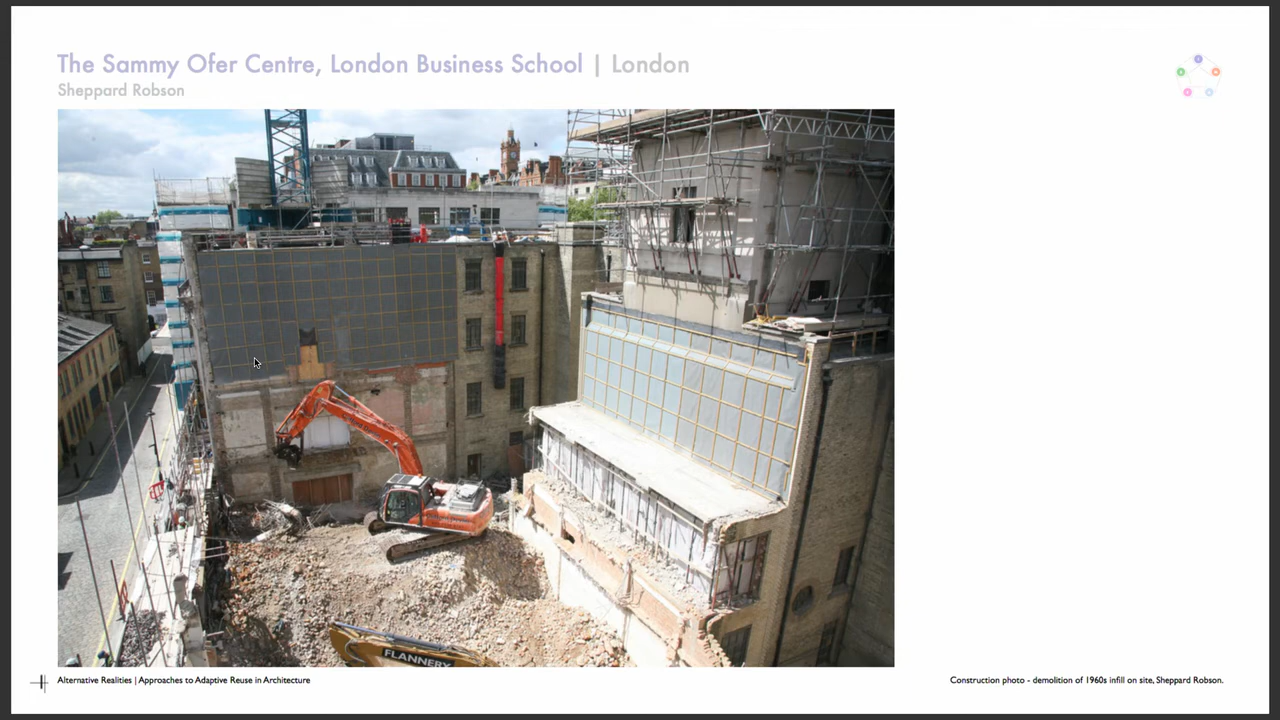 The Sammy Ofer Centre, London Business School | London
Sheppard Robson
FLANNERY
Alternative Realities | Approaches to Adaptive Reuse in Architecture
Construction photo - demolition of 1960s infill on site, Sheppard Robson.